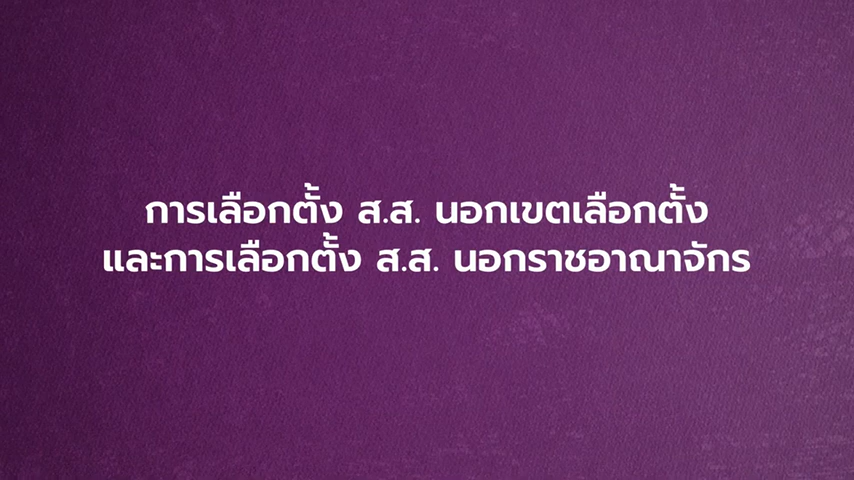 การเลือกตั้ง ส.ส. นอกเขตเลือกตั้ง
และการเลือกตั้ง ส.ส. นอกราชอาณาจักร